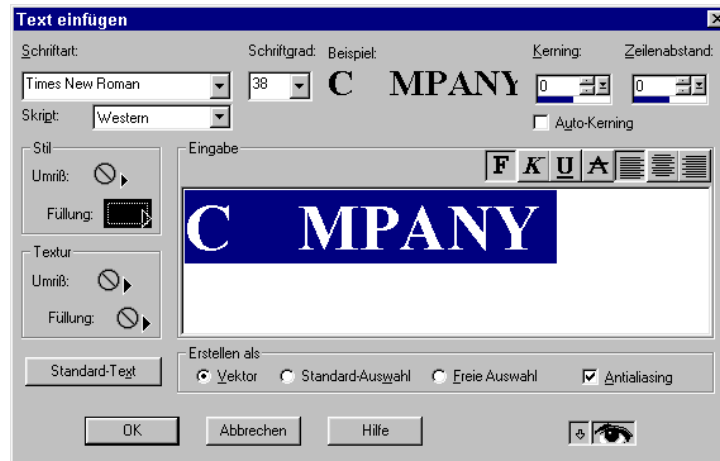 Text einfügen
Schriftart: Schriftgrad: Beispiel: Kerning: Zeilenabstand:
Times New Roman 38 C MPANY 0 0
Skript: Western Auto-Kerning
Stil Eingabe F K U A
Umriß:
Füllung: C MPANY
Textur
Umriß:
Füllung:
Erstellen als
Standard-Text Vektor Standard-Auswahl Freie Auswahl Antialiasing
OK Abbrechen Hilfe